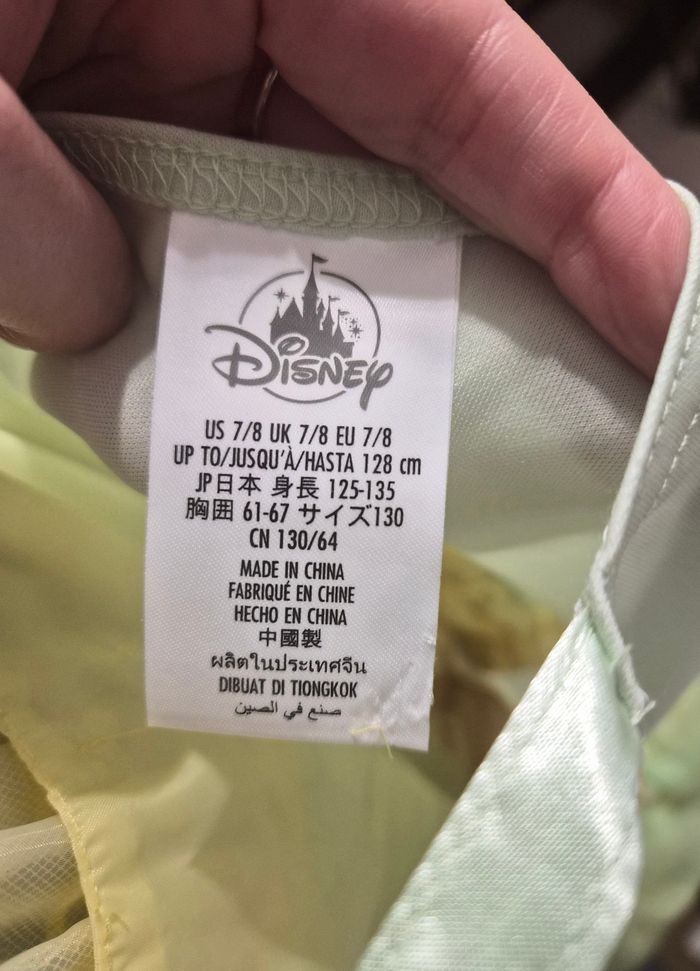 Disney
US 7/8 UK 7/8 EU 7/8
UP TO/JUSQU'À/HASTA 128 cm
JP日本 身長 125-135
胸囲 61-67 サイズ130
CN 130/64
MADE IN CHINA
FABRIQUÉ EN CHINE
HECHO EN CHINA
中國製
ผลิตในประเทศจีน
DIBUAT DI TIONGKOK
صنع في الصين